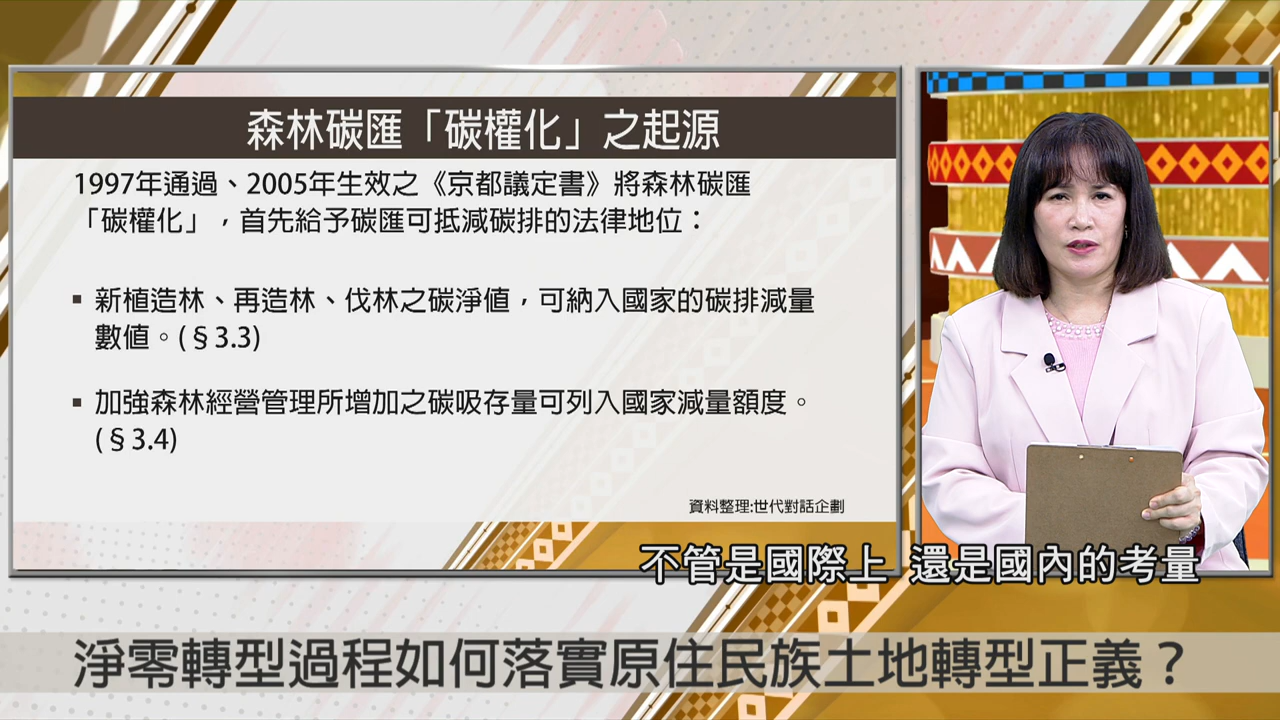 森林碳匯「碳權化」之起源
1997年通過、2005年生效之《京都議定書》將森林碳匯
「碳權化」，首先給予碳匯可抵減碳排的法律地位：
▪ 新植造林、再造林、伐林之碳淨值，可納入國家的碳排減量
數值。(§3.3)
▪ 加強森林經營管理所增加之碳吸存量可列入國家減量額度。
(§3.4)
資料整理:世代對話企劃
不管是國際上 還是國內的考量
淨零轉型過程如何落實原住民族土地轉型正義？